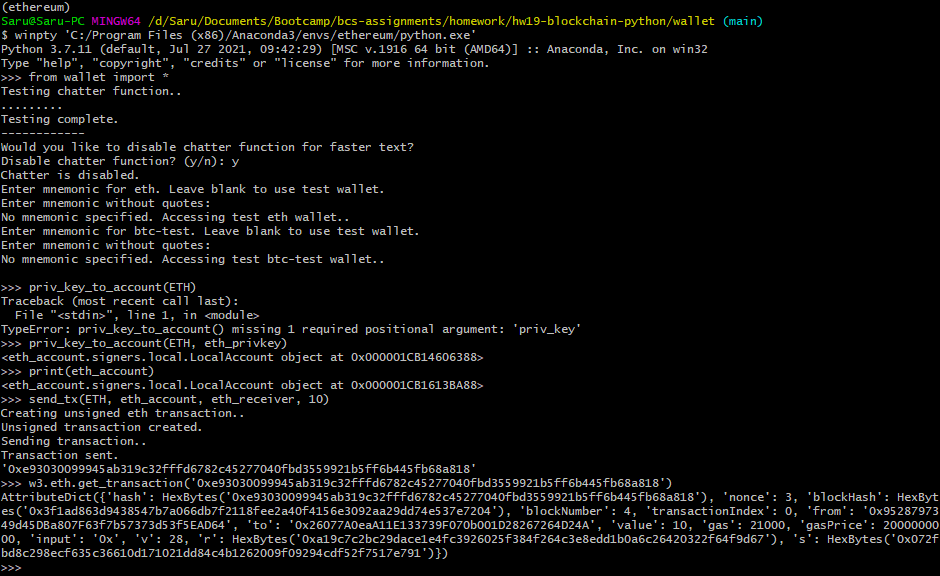 (ethereum)
Saru@Saru-PC MINGW64 /d/Saru/Documents/Bootcamp/bcs-assignments/homework/hw19-blockchain-python/wallet (main)
$ winpty 'C:/Program Files (x86)/Anaconda3/envs/ethereum/python.exe'
Python 3.7.11 (default, Jul 27 2021, 09:42:29) [MSC v.1916 64 bit (AMD64)] :: Anaconda, Inc. on win32
Type "help", "copyright", "credits" or "license" for more information.
>>> from wallet import *
Testing chatter function..
.........
Testing complete.
------------
Would you like to disable chatter function for faster text?
Disable chatter function? (y/n): y
Chatter is disabled.
Enter mnemonic for eth. Leave blank to use test wallet.
Enter mnemonic without quotes:
No mnemonic specified. Accessing test eth wallet..
Enter mnemonic for btc-test. Leave blank to use test wallet.
Enter mnemonic without quotes:
No mnemonic specified. Accessing test btc-test wallet..
>>> priv_key_to_account(ETH)
Traceback (most recent call last):
  File "<stdin>", line 1, in <module>
TypeError: priv_key_to_account() missing 1 required positional argument: 'priv_key'
>>> priv_key_to_account(ETH, eth_privkey)
<eth_account.signers.local.LocalAccount object at 0x000001CB14606388>
>>> print(eth_account)
<eth_account.signers.local.LocalAccount object at 0x000001CB1613BA88>
>>> send_tx(ETH, eth_account, eth_receiver, 10)
Creating unsigned eth transaction..
Unsigned transaction created.
Sending transaction..
Transaction sent.
'0xe93030099945ab319c32fffd6782c45277040fbd3559921b5ff6b445fb68a818'
>>> w3.eth.get_transaction('0xe93030099945ab319c32fffd6782c45277040fbd3559921b5ff6b445fb68a818')
AttributeDict({'hash': HexBytes('0xe93030099945ab319c32fffd6782c45277040fbd3559921b5ff6b445fb68a818'), 'nonce': 3, 'blockHash': HexByt
es('0x3f1ad863d9438547b7a066db7f2118fee2a40f4156e3092aa29dd74e537e7204'), 'blockNumber': 4, 'transactionIndex': 0, 'from': '0x95287973
49d45DBa807F63f7b57373d53f5EAD64', 'to': '0x26077A0eaA11E133739F070b001D28267264D24A', 'value': 10, 'gas': 21000, 'gasPrice': 200000000
00, 'input': '0x', 'v': 28, 'r': HexBytes('0xa19c7c2bc29dace1e4fc3926025f384f264c3e8edd1b0a6c26420322f64f9d67'), 's': HexBytes('0x072f
bd8c298ecf635c36610d171021dd84c4b1262009f09294cdf52f7517e791')})
>>>